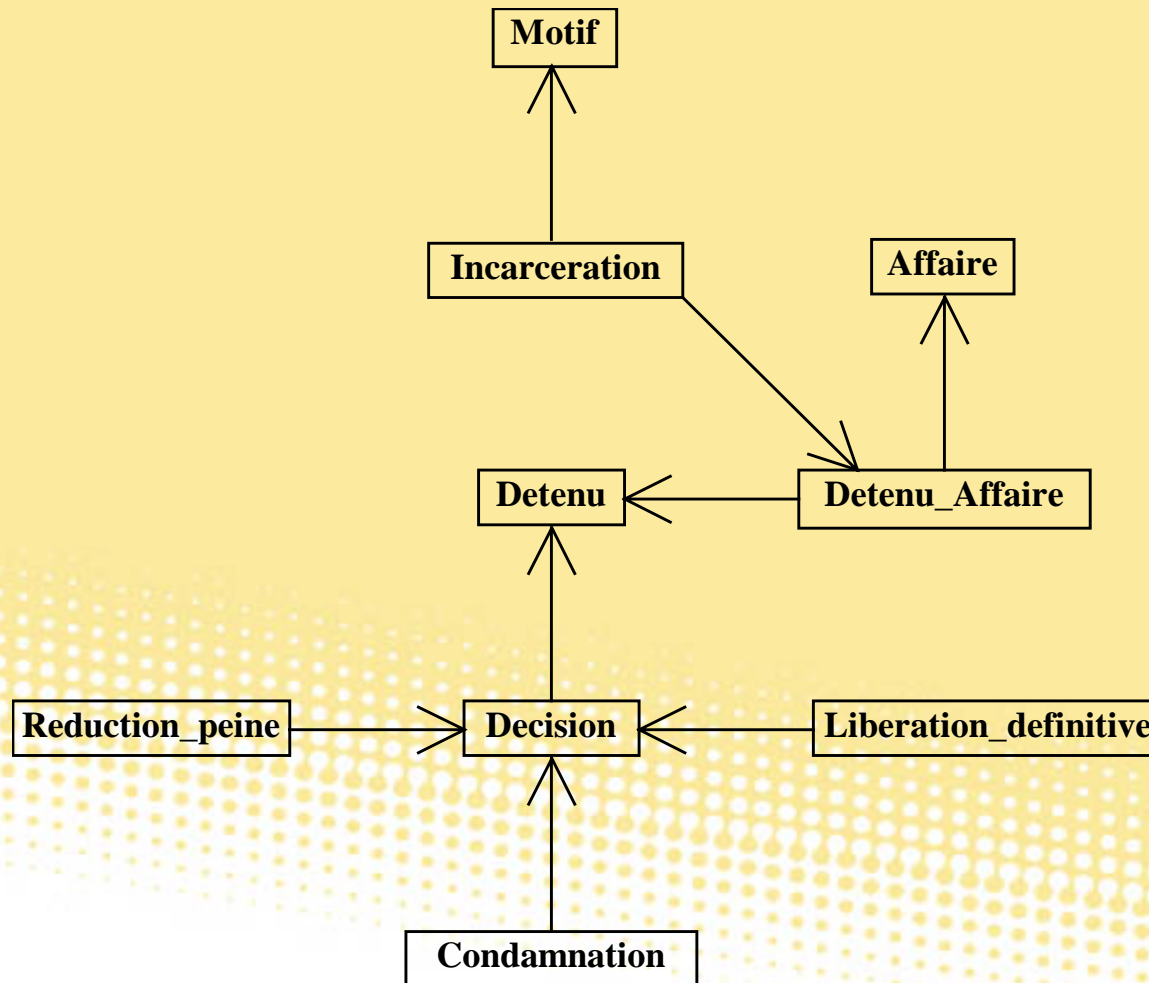 Motif
Incarceration
Affaire
Detenu
Detenu_Affaire
Reduction_peine
Decision
Liberation_definitive
Condamnation